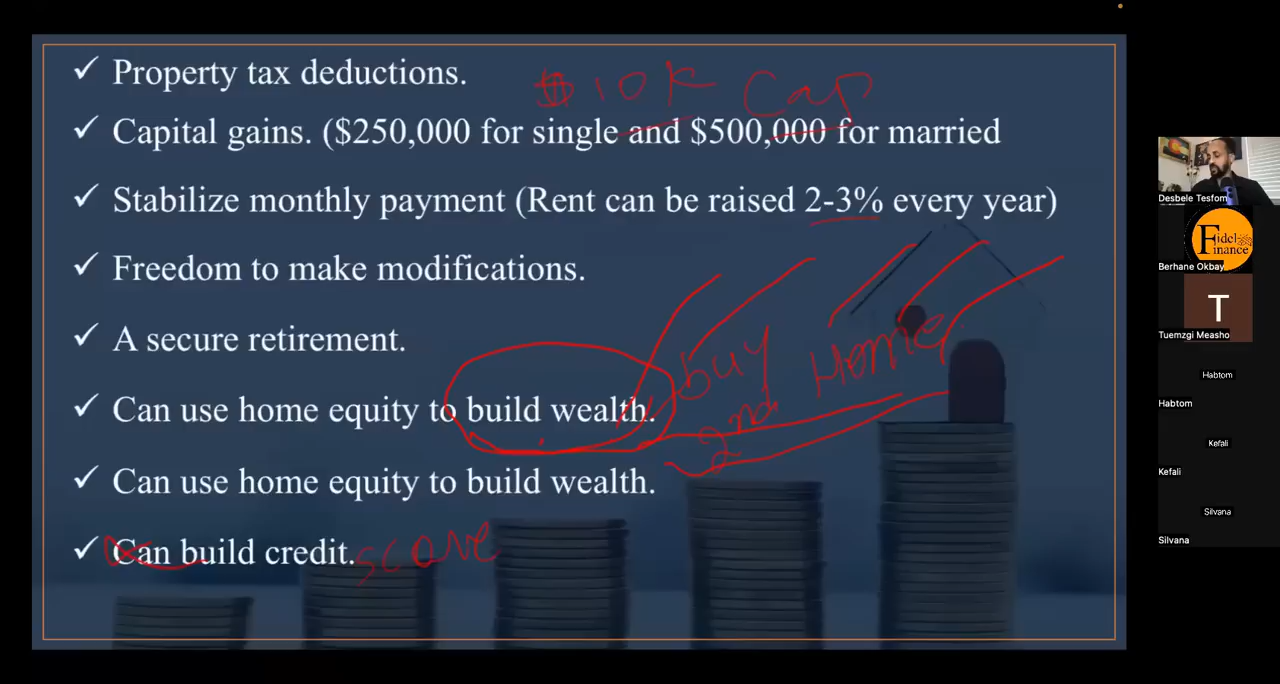 ✓ Property tax deductions.
$10K Cap
✓ Capital gains. ($250,000 for single and $500,000 for married
✓ Stabilize monthly payment (Rent can be raised 2-3% every year)
✓ Freedom to make modifications.
✓ A secure retirement.
buy Home
✓ Can use home equity to build wealth.
2nd
✓ Can use home equity to build wealth.
✓ Can build credit. score
Desbele Tesfom
Fidel
Finance
Berhane Okbay
T
Tuemzgi Measho
Habtom
Habtom
Kefali
Kefali
Silvana
Silvana